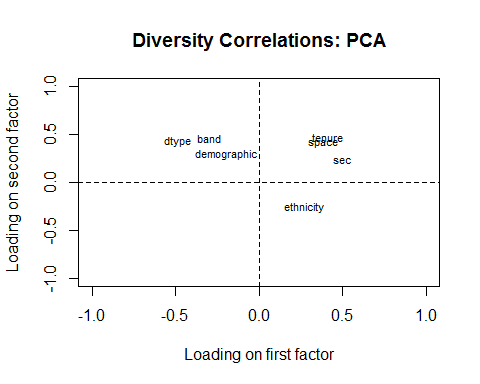 Diversity Correlations: PCA
Loading on second factor
1.0
0.5
0.0
-0.5
-1.0
dtype
band
demographic
tenure
space
sec
ethnicity
-1.0
-0.5
0.0
0.5
1.0
Loading on first factor